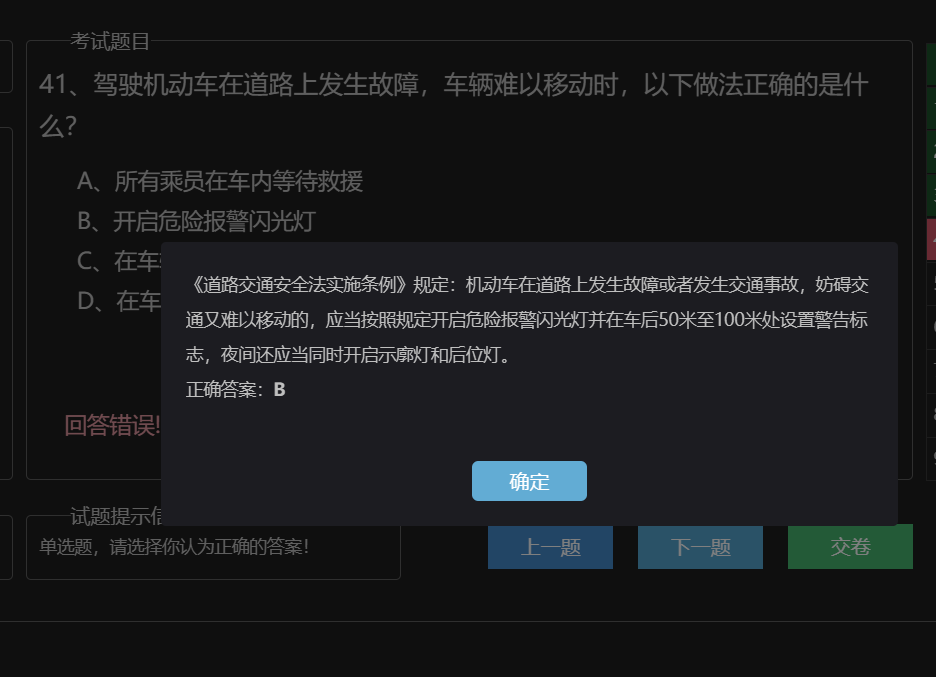 考试题目
41、驾驶机动车在道路上发生故障，车辆难以移动时，以下做法正确的是什
么？
A、所有乘员在车内等待救援
B、开启危险报警闪光灯
C、在车
D、在车
《道路交通安全法实施条例》规定：机动车在道路上发生故障或者发生交通事故，妨碍交
通又难以移动的，应当按照规定开启危险报警闪光灯并在车后50米至100米处设置警告标
志，夜间还应当同时开启示廓灯和后位灯。
正确答案：B
回答错误!
确定
试题提示信
单选题，请选择你认为正确的答案！
上一题
下一题
交卷